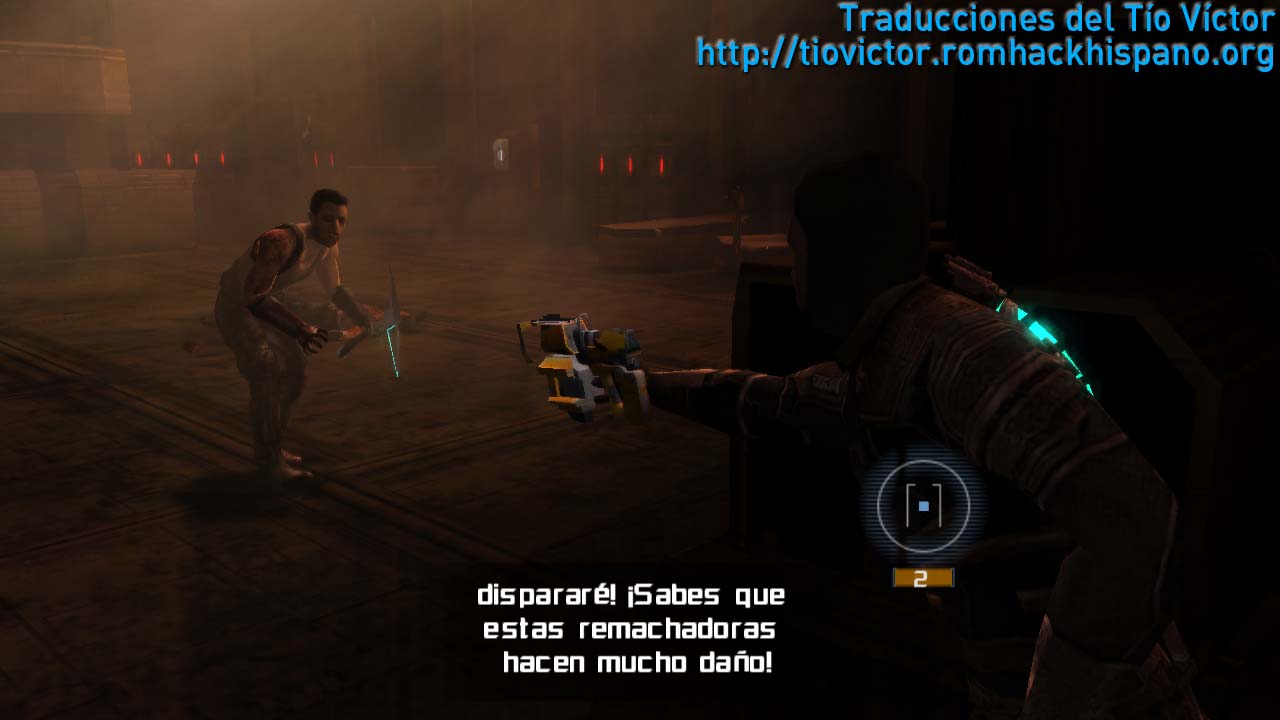 Traducciones del Tío Víctor
http://tiovictor.romhackhispano.org
dispararé! ¡Sabes que
estas remachadoras
hacen mucho daño!
2